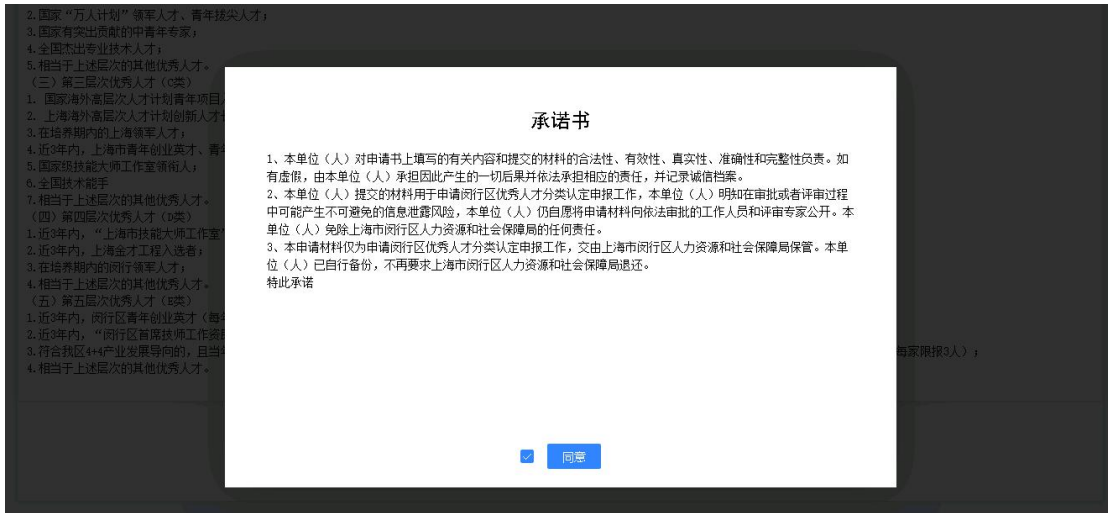 2.国家“万人计划”领军人才、青年拔尖人才；
3.国家有突出贡献的中青年专家；
4.全国杰出专业技术人才；
5.相当于上述层次的其他优秀人才。
（三）第三层次优秀人才（C类）
1. 国家海外高层次人才计划青年项目
2. 上海海外高层次人才计划创新人才
3.在培养期内的上海领军人才；
4.近3年内，上海市青年创业英才、青
5.国家级技能大师工作室领衔人；
6.全国技术能手
7.相当于上述层次的其他优秀人才。
（四）第四层次优秀人才（D类）
1.近3年内，“上海市技能大师工作室”
2.近3年内，上海金才工程入选者；
3.在培养期内的闵行领军人才；
4.相当于上述层次的其他优秀人才。
（五）第五层次优秀人才（E类）
1.近3年内，闵行区青年创业英才（每
2.近3年内，“闵行区首席技师工作资
3.符合我区4+4产业发展导向的，且当
每家限报3人）；
4.相当于上述层次的其他优秀人才。
承诺书
1、本单位（人）对申请书上填写的有关内容和提交的材料的合法性、有效性、真实性、准确性和完整性负责。如
有虚假，由本单位（人）承担因此产生的一切后果并依法承担相应的责任，并记录诚信档案。
2、本单位（人）提交的材料用于申请闵行区优秀人才分类认定申报工作，本单位（人）明知在审批或者评审过程
中可能产生不可避免的信息泄露风险，本单位（人）仍自愿将申请材料向依法审批的工作人员和评审专家公开。本
单位（人）免除上海市闵行区人力资源和社会保障局的任何责任。
3、本申请材料仅为申请闵行区优秀人才分类认定申报工作，交由上海市闵行区人力资源和社会保障局保管。本单
位（人）已自行备份，不再要求上海市闵行区人力资源和社会保障局退还。
特此承诺
同意